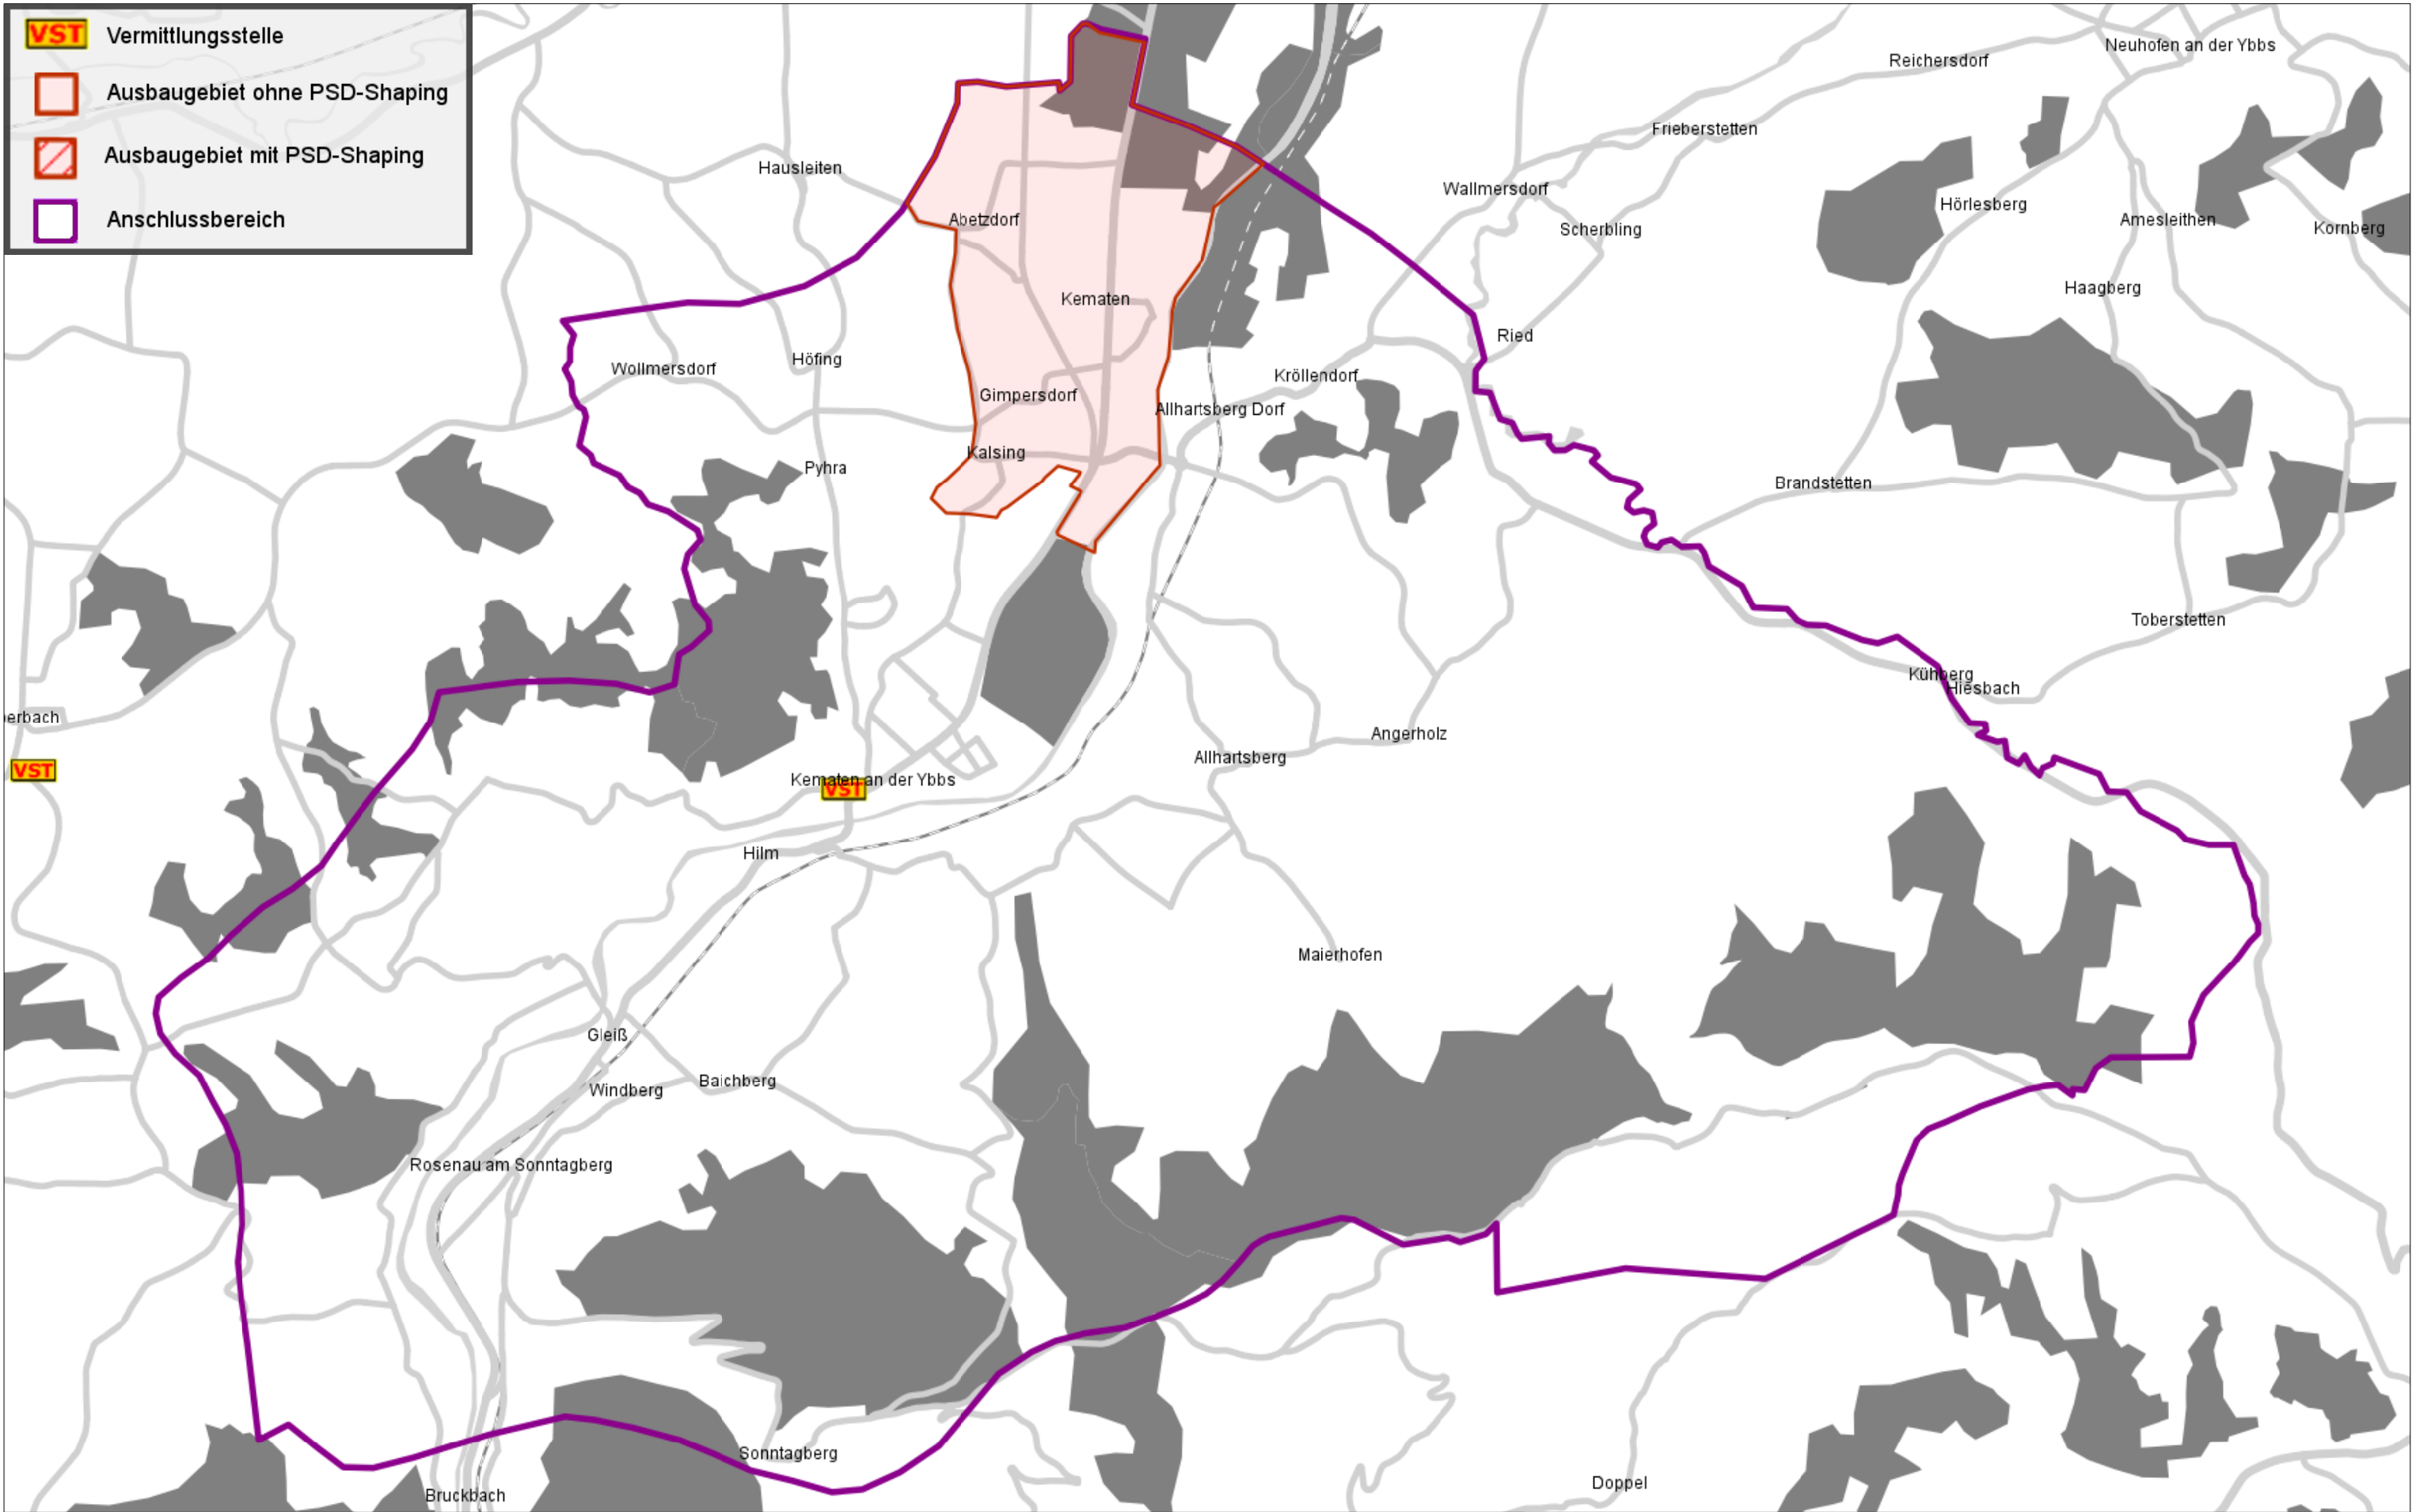 VST Vermittlungsstelle
Ausbaugebiet ohne PSD-Shaping
Ausbaugebiet mit PSD-Shaping
Anschlussbereich
Neuhofen an der Ybbs
Reichersdorf
Frieberstetten
Hausleiten
Wallmersdorf
Hörlesberg
Abetzdorf
Amesleithen
Scherbling
Kornberg
Haagberg
Kematen
Ried
Höfing
Wollmersdorf
Kröllendorf
Gimpersdorf
Allhartsberg Dorf
Kalsing
Pyhra
Brandstetten
Toberstetten
Kühberg
Hiesbach
erbach
Angerholz
Allhartsberg
VST
Kematen an der Ybbs
VST
Hilm
Maierhofen
Gleiß
Baichberg
Windberg
Rosenau am Sonntagberg
Sonntagberg
Doppel
Bruckbach